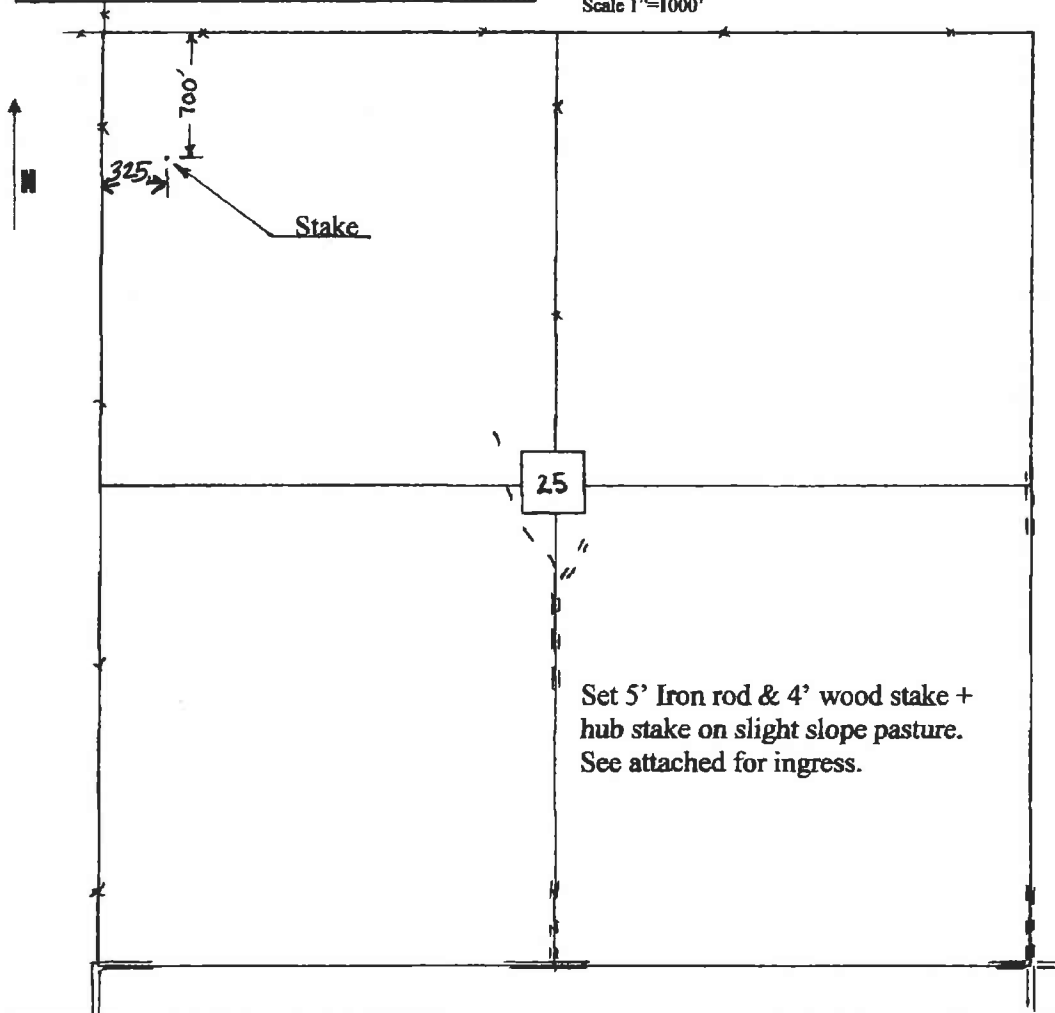 Scale 1"=1000'
700'
N
325
Stake
25
Set 5' Iron rod & 4' wood stake +
hub stake on slight slope pasture.
See attached for ingress.